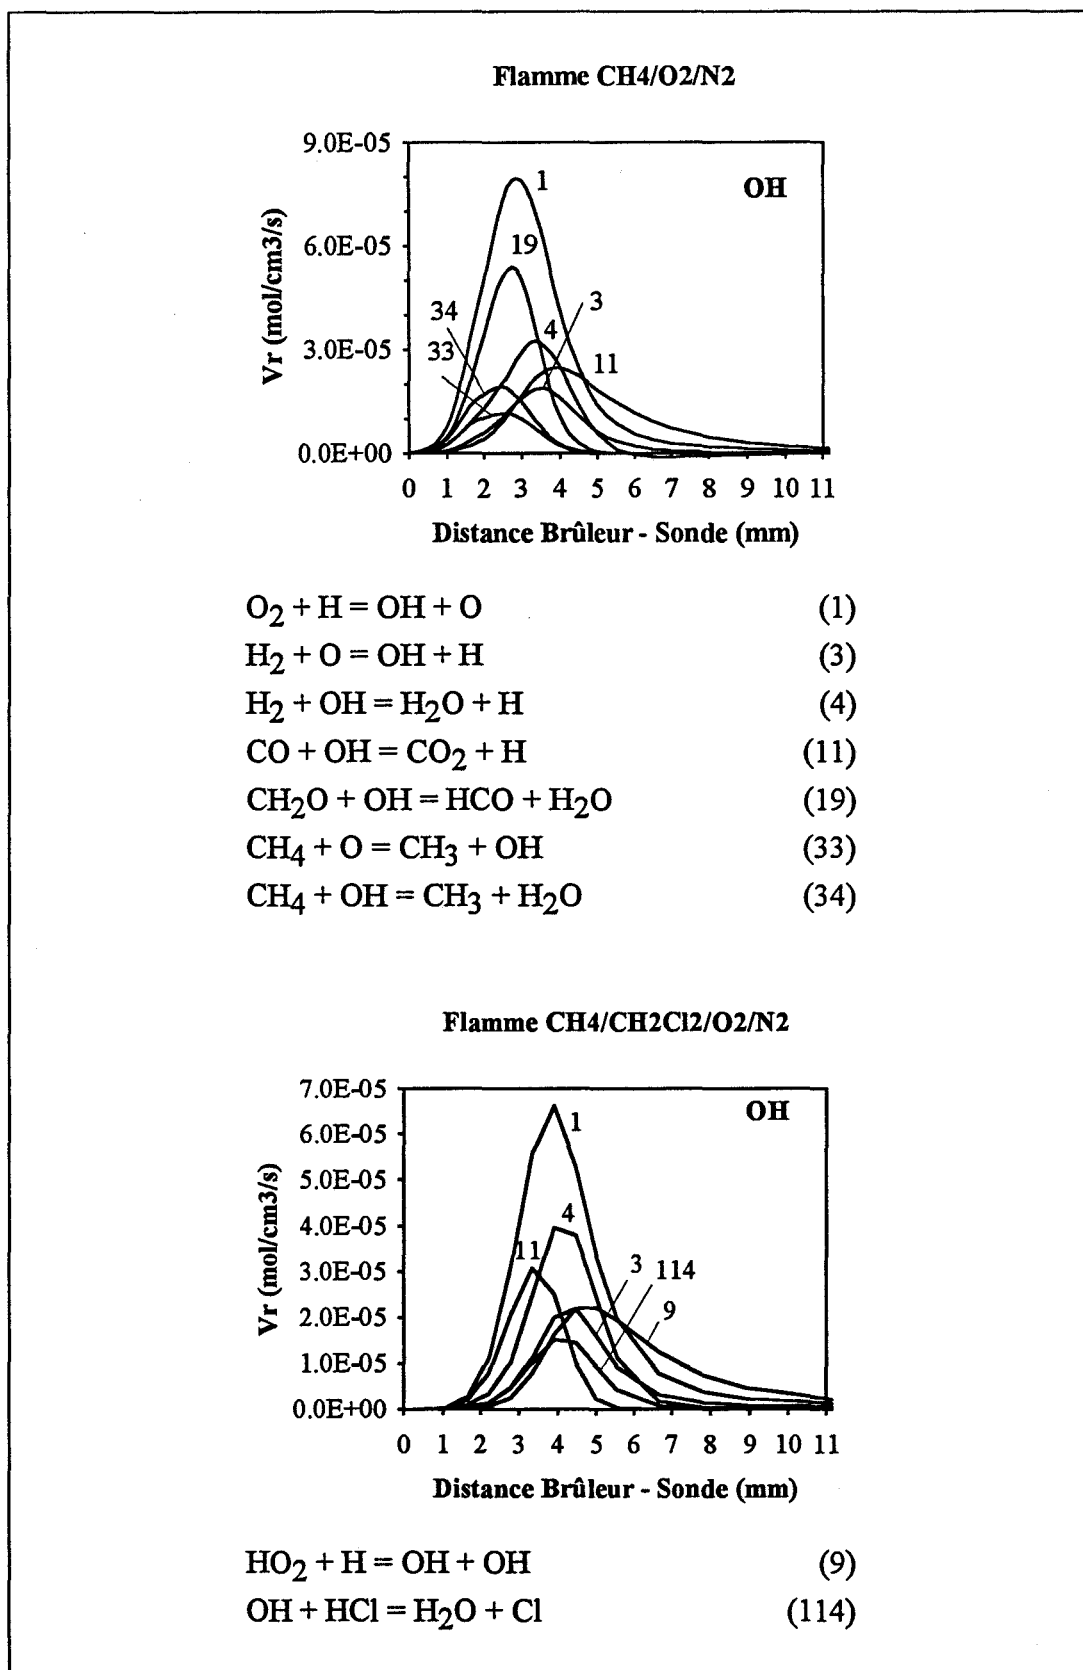 Flamme CH4/O2/N2
9.0E-05
6.0E-05
3.0E-05
0.0E+00
Vr (mol/cm3/s)
OH
1
19
34
33
4
3
11
0 1 2 3 4 5 6 7 8 9 10 11
Distance Brûleur - Sonde (mm)
O2 + H = OH + O (1)
H2 + O = OH + H (3)
H2 + OH = H2O + H (4)
CO + OH = CO2 + H (11)
CH2O + OH = HCO + H2O (19)
CH4 + O = CH3 + OH (33)
CH4 + OH = CH3 + H2O (34)
Flamme CH4/CH2Cl2/O2/N2
7.0E-05
6.0E-05
5.0E-05
4.0E-05
3.0E-05
2.0E-05
1.0E-05
0.0E+00
Vr (mol/cm3/s)
OH
1
4
11
3
114
9
0 1 2 3 4 5 6 7 8 9 10 11
Distance Brûleur - Sonde (mm)
HO2 + H = OH + OH (9)
OH + HCl = H2O + Cl (114)